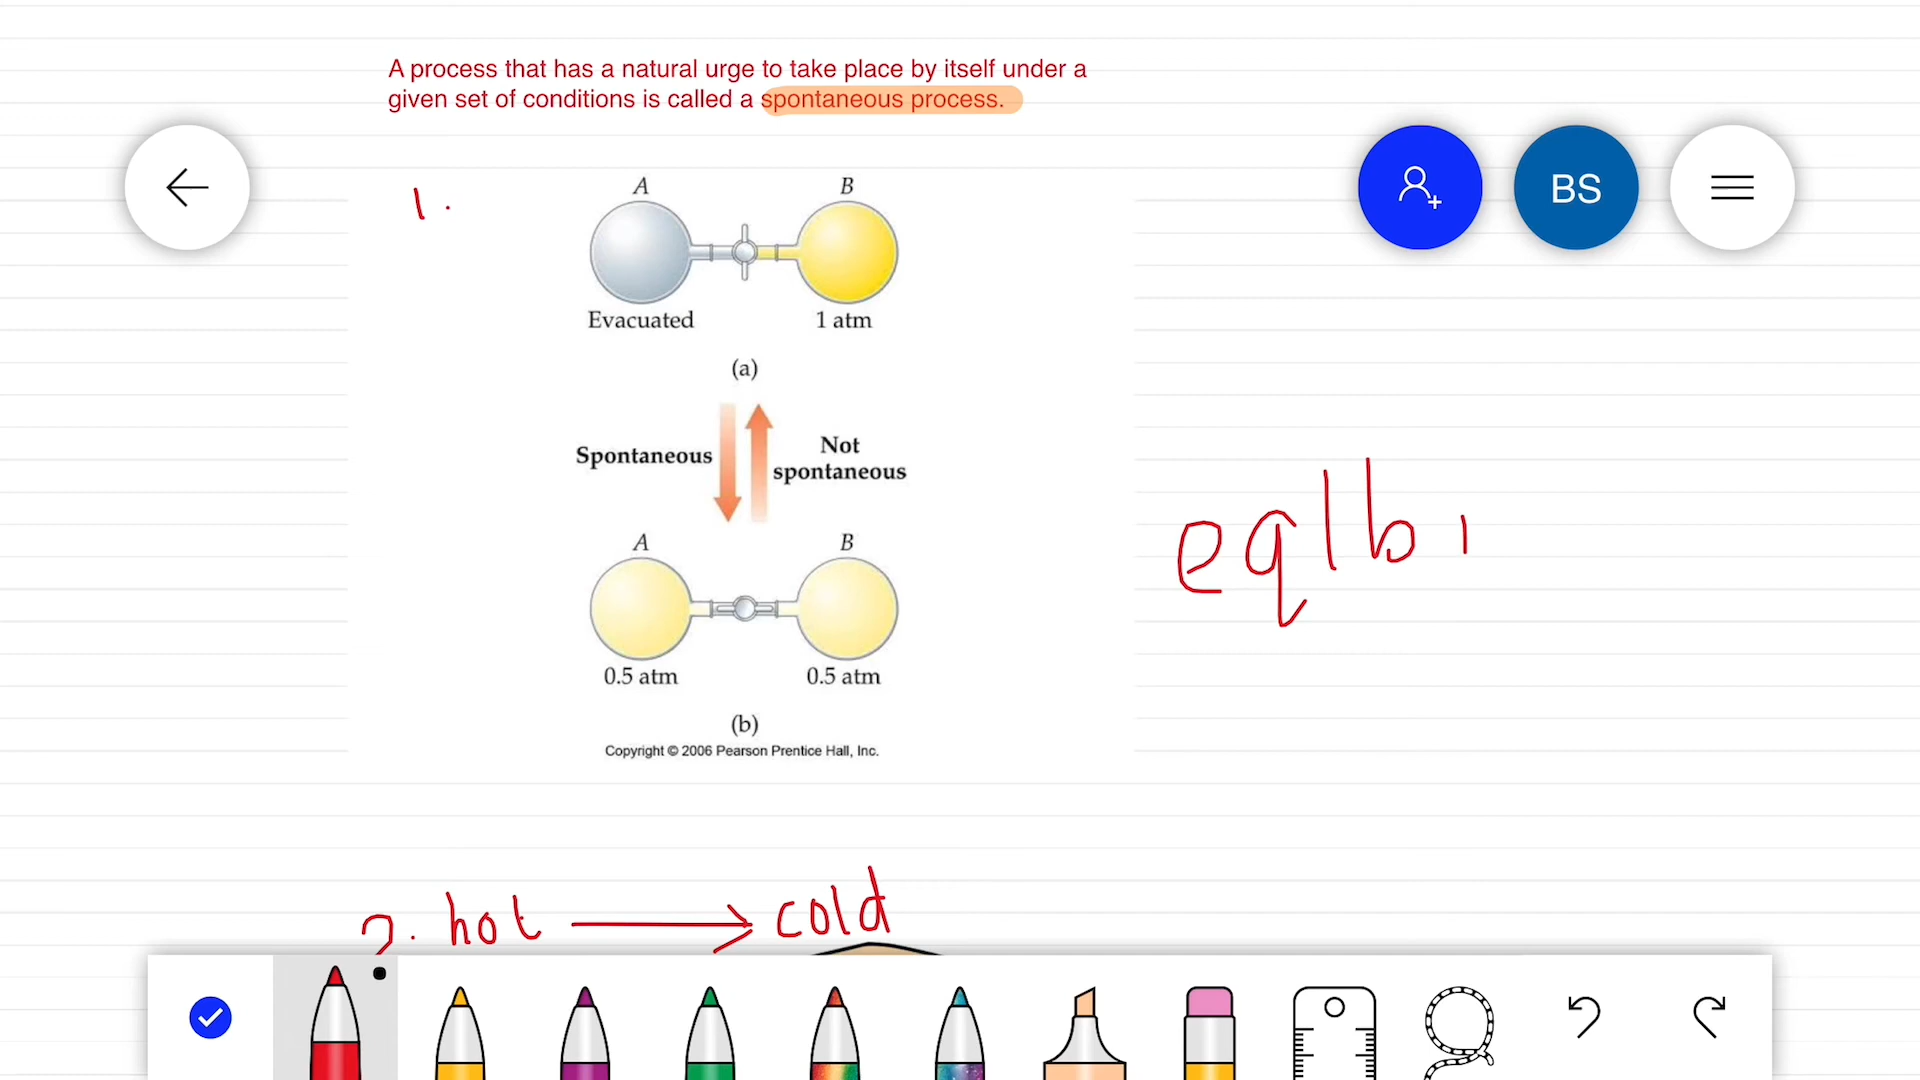 A process that has a natural urge to take place by itself under a
given set of conditions is called a spontaneous process.
BS
1.
A B
Evacuated 1 atm
(a)
Spontaneous
Not
spontaneous
A B
0.5 atm 0.5 atm
(b)
Copyright © 2006 Pearson Prentice Hall, Inc.
eqlbi
2. hot → cold